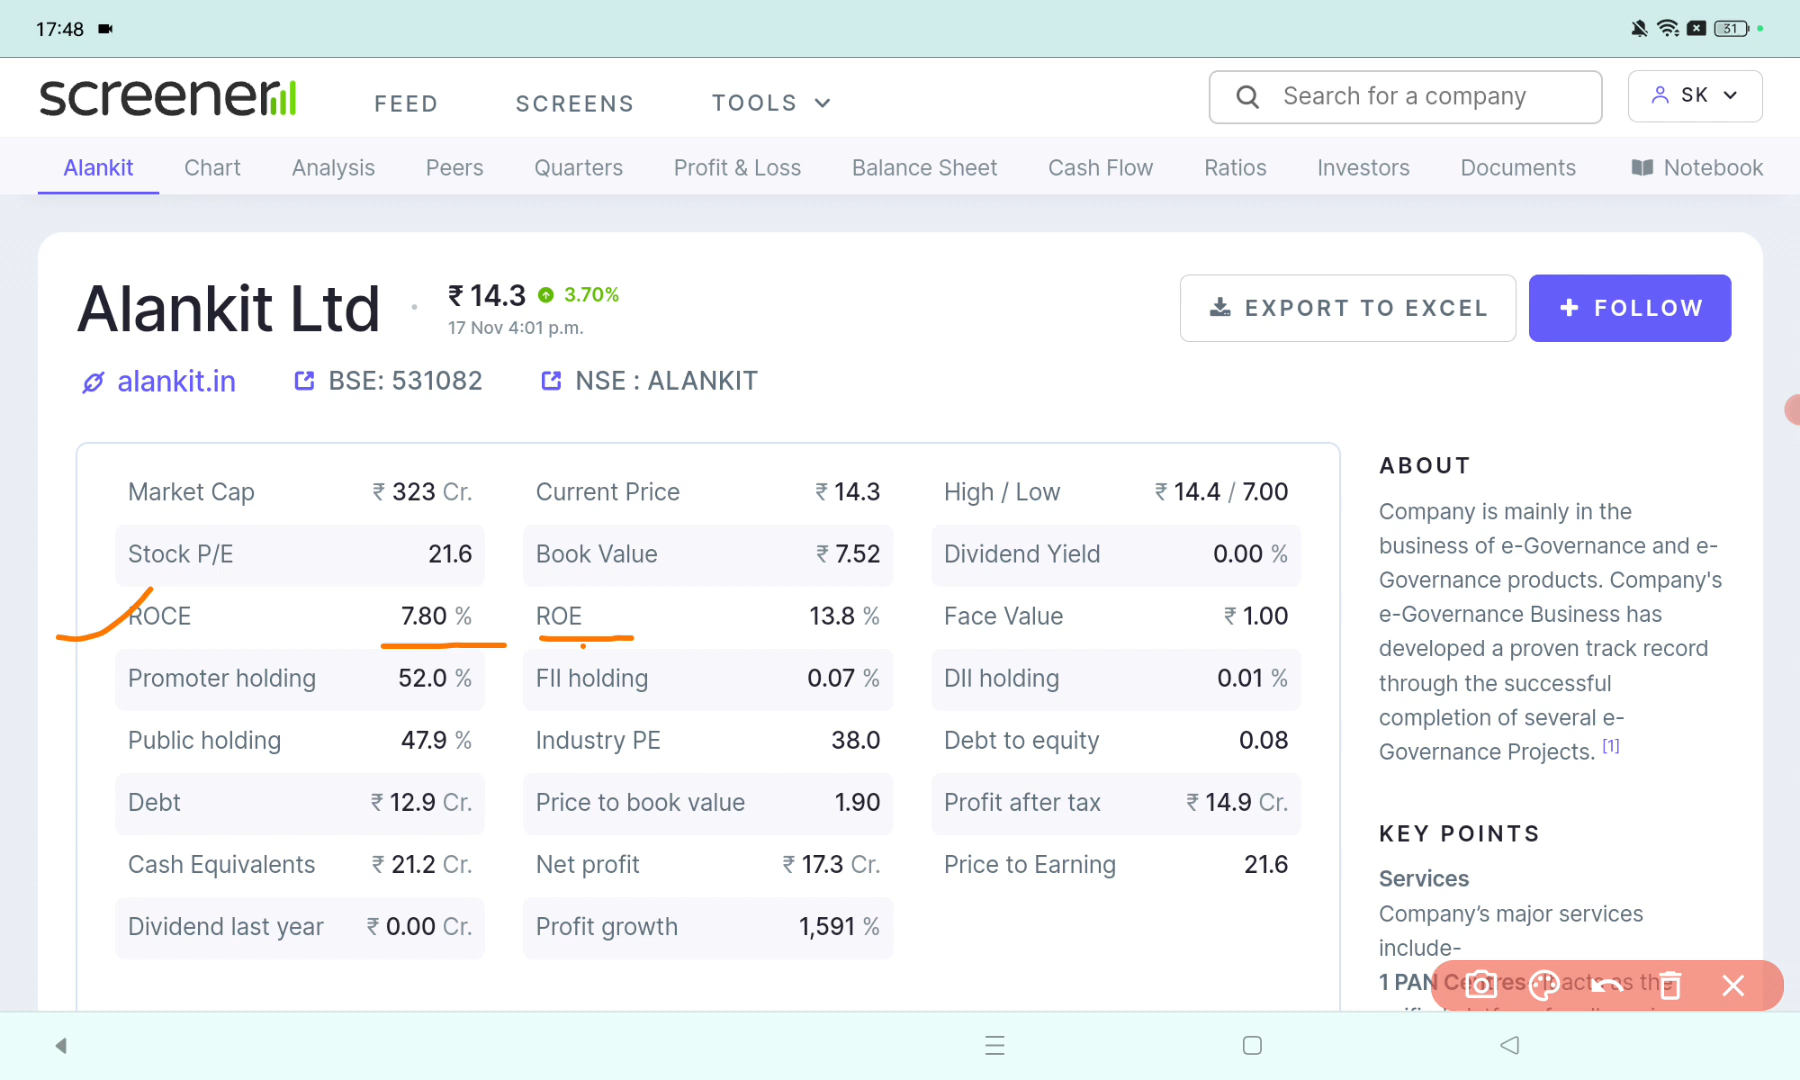 17:48
31
screener
FEED
SCREENS
TOOLS
Search for a company
SK
Alankit
Chart
Analysis
Peers
Quarters
Profit & Loss
Balance Sheet
Cash Flow
Ratios
Investors
Documents
Notebook
Alankit Ltd
₹ 14.3
3.70%
17 Nov 4:01 p.m.
EXPORT TO EXCEL
+ FOLLOW
alankit.in
BSE: 531082
NSE : ALANKIT
Market Cap ₹ 323 Cr.
Current Price ₹ 14.3
High / Low ₹ 14.4 / 7.00
Stock P/E 21.6
Book Value ₹ 7.52
Dividend Yield 0.00 %
ROCE 7.80 %
ROE 13.8 %
Face Value ₹ 1.00
Promoter holding 52.0 %
FII holding 0.07 %
DII holding 0.01 %
Public holding 47.9 %
Industry PE 38.0
Debt to equity 0.08
Debt ₹ 12.9 Cr.
Price to book value 1.90
Profit after tax ₹ 14.9 Cr.
Cash Equivalents ₹ 21.2 Cr.
Net profit ₹ 17.3 Cr.
Price to Earning 21.6
Dividend last year ₹ 0.00 Cr.
Profit growth 1,591 %
ABOUT
Company is mainly in the
business of e-Governance and e-
Governance products. Company's
e-Governance Business has
developed a proven track record
through the successful
completion of several e-
Governance Projects. [1]
KEY POINTS
Services
Company's major services
include-
1 PAN Centres- It acts as the